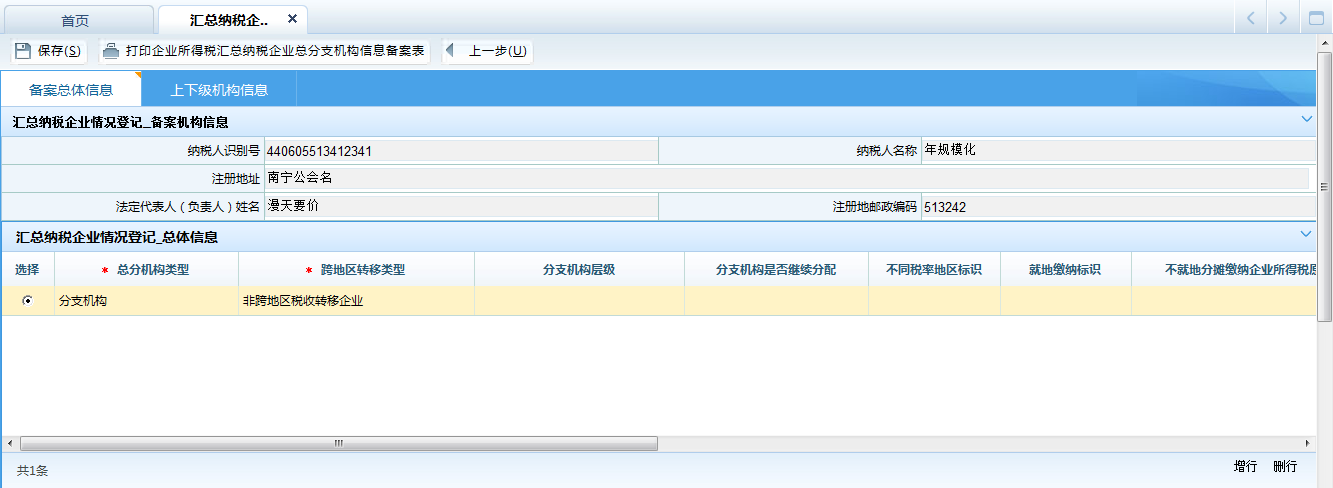 首页 汇总纳税企..
保存(S) 打印企业所得税汇总纳税企业总分支机构信息备案表 上一步(U)
备案总体信息 上下级机构信息
汇总纳税企业情况登记_备案机构信息
纳税人识别号 440605513412341 纳税人名称 年规模化
注册地址 南宁公会名
法定代表人（负责人）姓名 漫天要价 注册地邮政编码 513242
汇总纳税企业情况登记_总体信息
选择 * 总分机构类型 * 跨地区转移类型 分支机构层级 分支机构是否继续分配 不同税率地区标识 就地缴纳标识 不就地分摊缴纳企业所得税
分支机构 非跨地区税收转移企业
共1条 增行 删行